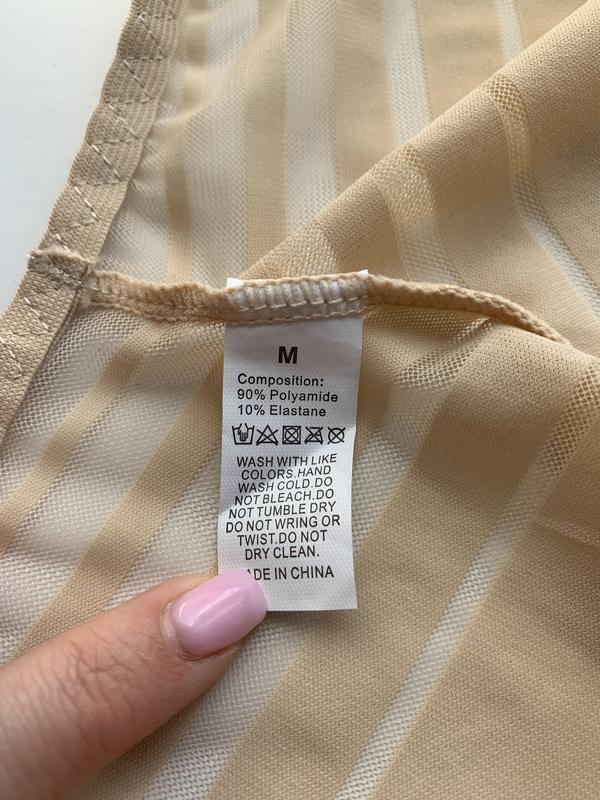 M
Composition:
90% Polyamide
10% Elastane
WASH WITH LIKE
COLORS.HAND
WASH COLD.DO
NOT BLEACH.DO
NOT TUMBLE DRY
DO NOT WRING OR
TWIST.DO NOT
DRY CLEAN.
ADE IN CHINA